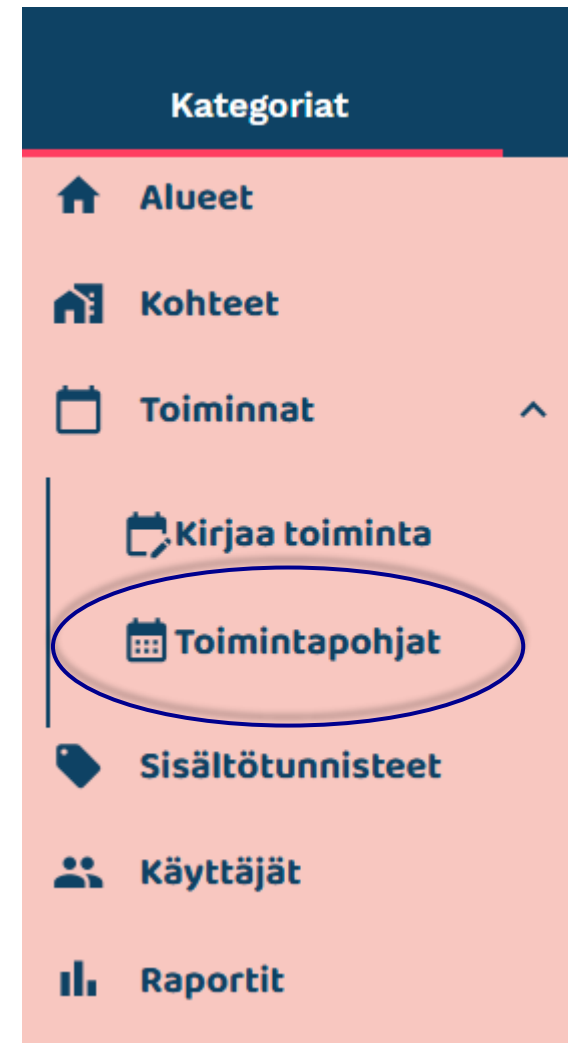 Kategoriat
Alueet
Kohteet
Toiminnat
Kirjaa toiminta
Toimintapohjat
Sisältötunnisteet
Käyttäjät
Raportit